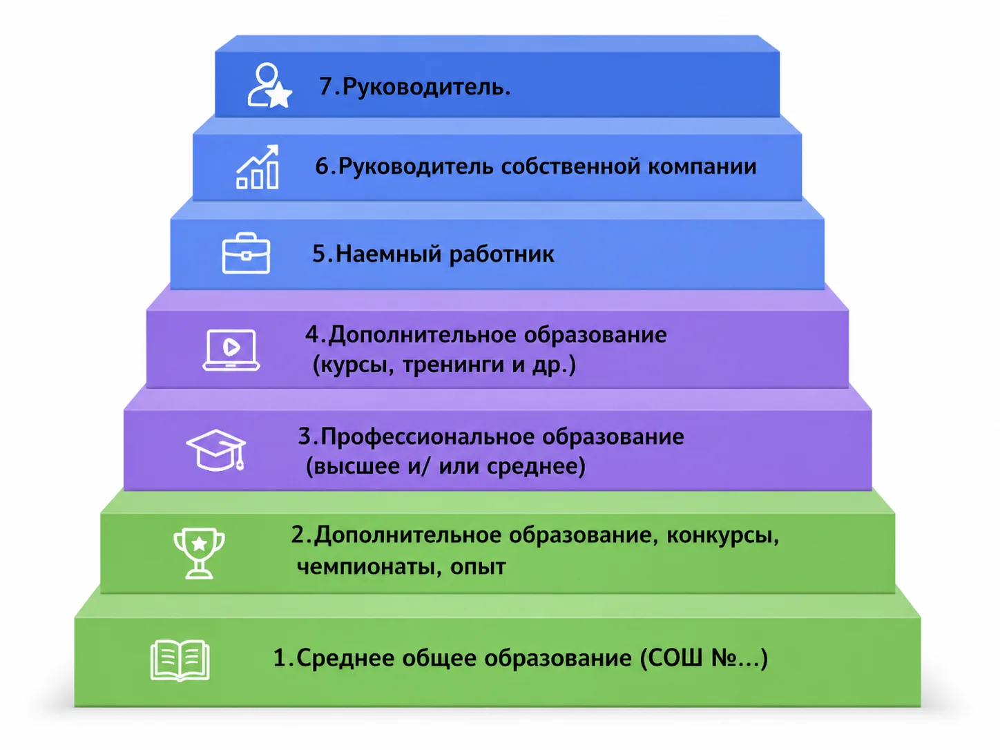 7.Руководитель.
6.Руководитель собственной компании
5.Наемный работник
4.Дополнительное образование
(курсы, тренинги и др.)
3.Профессиональное образование
(высшее и/ или среднее)
2.Дополнительное образование, конкурсы,
чемпионаты, опыт
1.Среднее общее образование (СОШ №...)